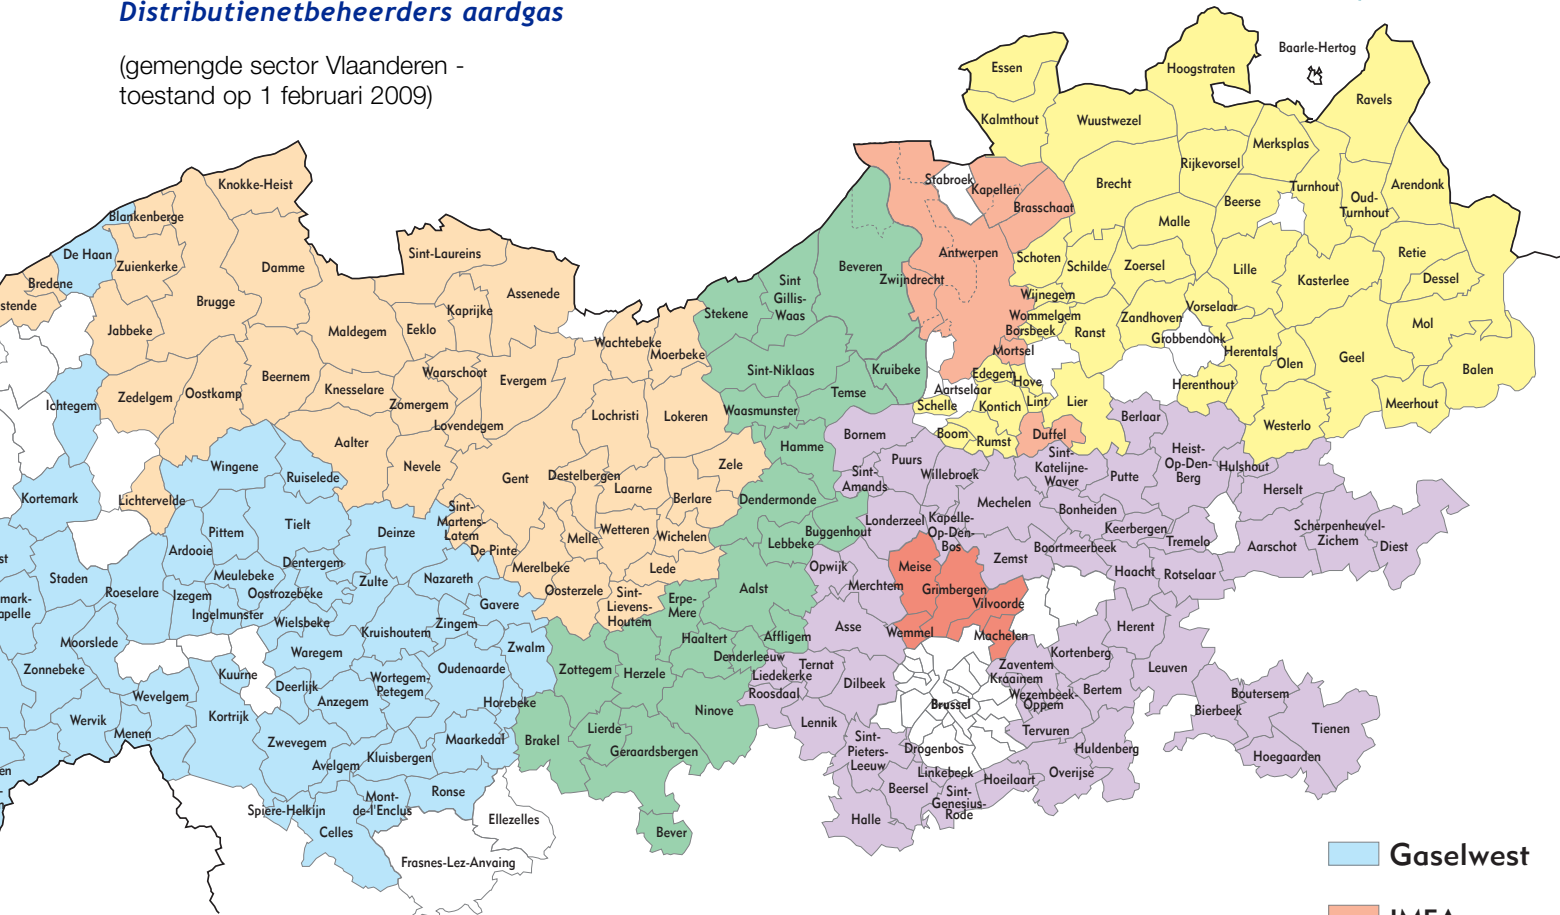 Distributienetbeheerders aardgas
(gemengde sector Vlaanderen -
toestand op 1 februari 2009)
Baarle-Hertog
Essen
Hoogstraten
Ravels
Kalmthout
Wuustwezel
Merksplas
Rijkevorsel
Stabroek
Kapellen
Brecht
Turnhout
Arendonk
Knokke-Heist
Brasschaat
Beerse
Oud-
Turnhout
Blankenberge
Malle
De Haan
Zuienkerke
Damme
Sint-Laureins
Antwerpen
Schoten
Schilde
Zoersel
Lille
Retie
Bredene
Beveren
Zwijndrecht
Kasterlee
Dessel
stende
Brugge
Assenede
Sint
Gillis-
Waas
Wijnegem
Vorselaar
Jabbeke
Maldegem
Eeklo
Kaprijke
Stekene
Wommelgem
Borsbeek
Ranst
Zandhoven
Grobbendonk
Mol
Wachtebeke
Moerbeke
Mortsel
Herentals
Olen
Geel
Balen
Beernem
Waarschoot
Evergem
Sint-Niklaas
Kruibeke
Edegem
Hove
Zedelgem
Oostkamp
Knesselare
Zomergem
Temse
Aartselaar
Lint
Herenthout
Meerhout
Ichtegem
Lochristi
Lokeren
Waasmunster
Schelle
Kontich
Lier
Berlaar
Westerlo
Lovendegem
Aalter
Bornem
Boom
Rumst
Duffel
Hamme
Puurs
Sint-
Katelijne-
Waver
Heist-
Op-Den-
Berg
Hulshout
Wingene
Ruiselede
Nevele
Gent
Destelbergen
Zele
Sint-
Amands
Willebroek
Putte
Herselt
Kortemark
Lichtervelde
Laarne
Berlare
Dendermonde
Mechelen
Bonheiden
Sint-
Martens-
Latem
Pittem
Tielt
Deinze
Melle
Wetteren
Wichelen
Buggenhout
Londerzeel
Kapelle-
Op-Den-
Bos
Keerbergen
Tremelo
Scherpenheuvel-
Zichem
Diest
Ardooie
De Pinte
Lebbeke
Zemst
Boortmeerbeek
Aarschot
st
Staden
Meulebeke
Dentergem
Zulte
Nazareth
Merelbeke
Lede
Opwijk
Meise
Haacht
Rotselaar
mark-
apelle
Roeselare
Izegem
Oostrozebeke
Oosterzele
Sint-
Lievens-
Houtem
Erpe-
Mere
Aalst
Merchtem
Grimbergen
Vilvoorde
Ingelmunster
Gavere
Wielsbeke
Zingem
Kruishoutem
Asse
Wemmel
Machelen
Herent
Moorslede
Waregem
Zwalm
Haaltert
Affligem
Denderleeuw
Kortenberg
Zonnebeke
Kuurne
Deerlijk
Wortegem-
Petegem
Oudenaarde
Zottegem
Herzele
Liedekerke
Ternat
Zaventem
Kraainem
Leuven
Wevelgem
Anzegem
Horebeke
Roosdaal
Dilbeek
Wezembeek-
Oppem
Bertem
Boutersem
Bierbeek
Wervik
Menen
Kortrijk
Lierde
Ninove
Lennik
Brussel
Tervuren
Tienen
Zwevegem
Maarkedal
Brakel
Geraardsbergen
Sint-
Pieters-
Leeuw
Drogenbos
Huldenberg
Hoegaarden
en
Avelgem
Kluisbergen
Linkebeek
Hoeilaart
Overijse
Mont-
de-l'Enclus
Ronse
Beersel
Sint-
Genesius-
Rode
Spiere-Helkijn
Celles
Ellezelles
Bever
Halle
Frasnes-Lez-Anvaing
Gaselwest
IMEA